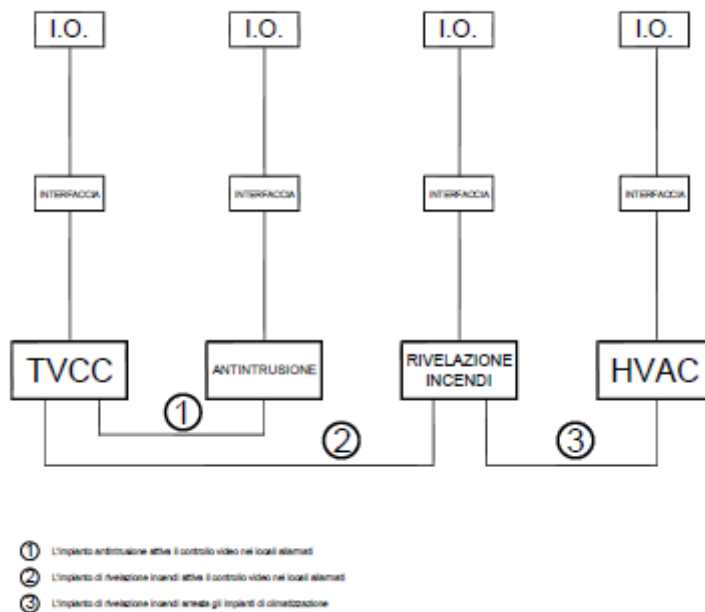 I.O. I.O. I.O. I.O.
INTERFACCIA INTERFACCIA INTERFACCIA INTERFACCIA
TVCC ANTINTRUSIONE RIVELAZIONE INCENDI HVAC
1
2
3
1 L'impianto antintrusione attiva il controllo video nei locali allarmati
2 L'impianto di rivelazione incendi attiva il controllo video nei locali allarmati
3 L'impianto di rivelazione incendi arresta gli impianti di climatizzazione